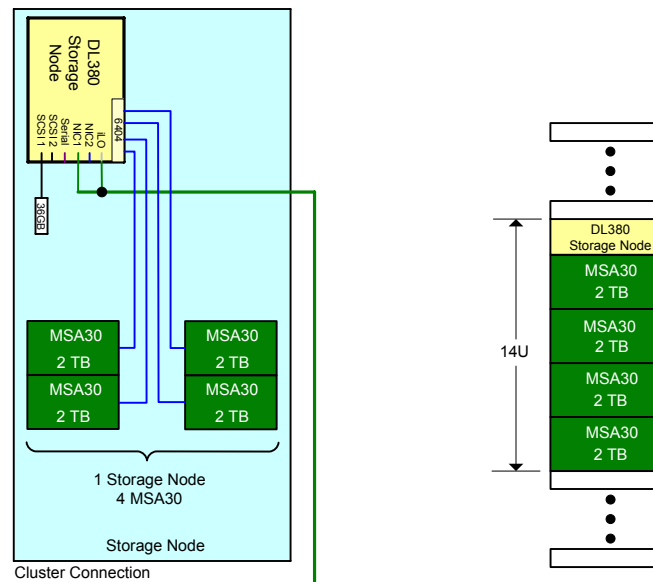 DL380
Storage
Node
6404
iLO
NIC2
NIC1
Serial
SCSI 2
SCSI 1
36GB
MSA30
2 TB
MSA30
2 TB
MSA30
2 TB
MSA30
2 TB
1 Storage Node
4 MSA30
Storage Node
Cluster Connection
14U
DL380
Storage Node
MSA30
2 TB
MSA30
2 TB
MSA30
2 TB
MSA30
2 TB